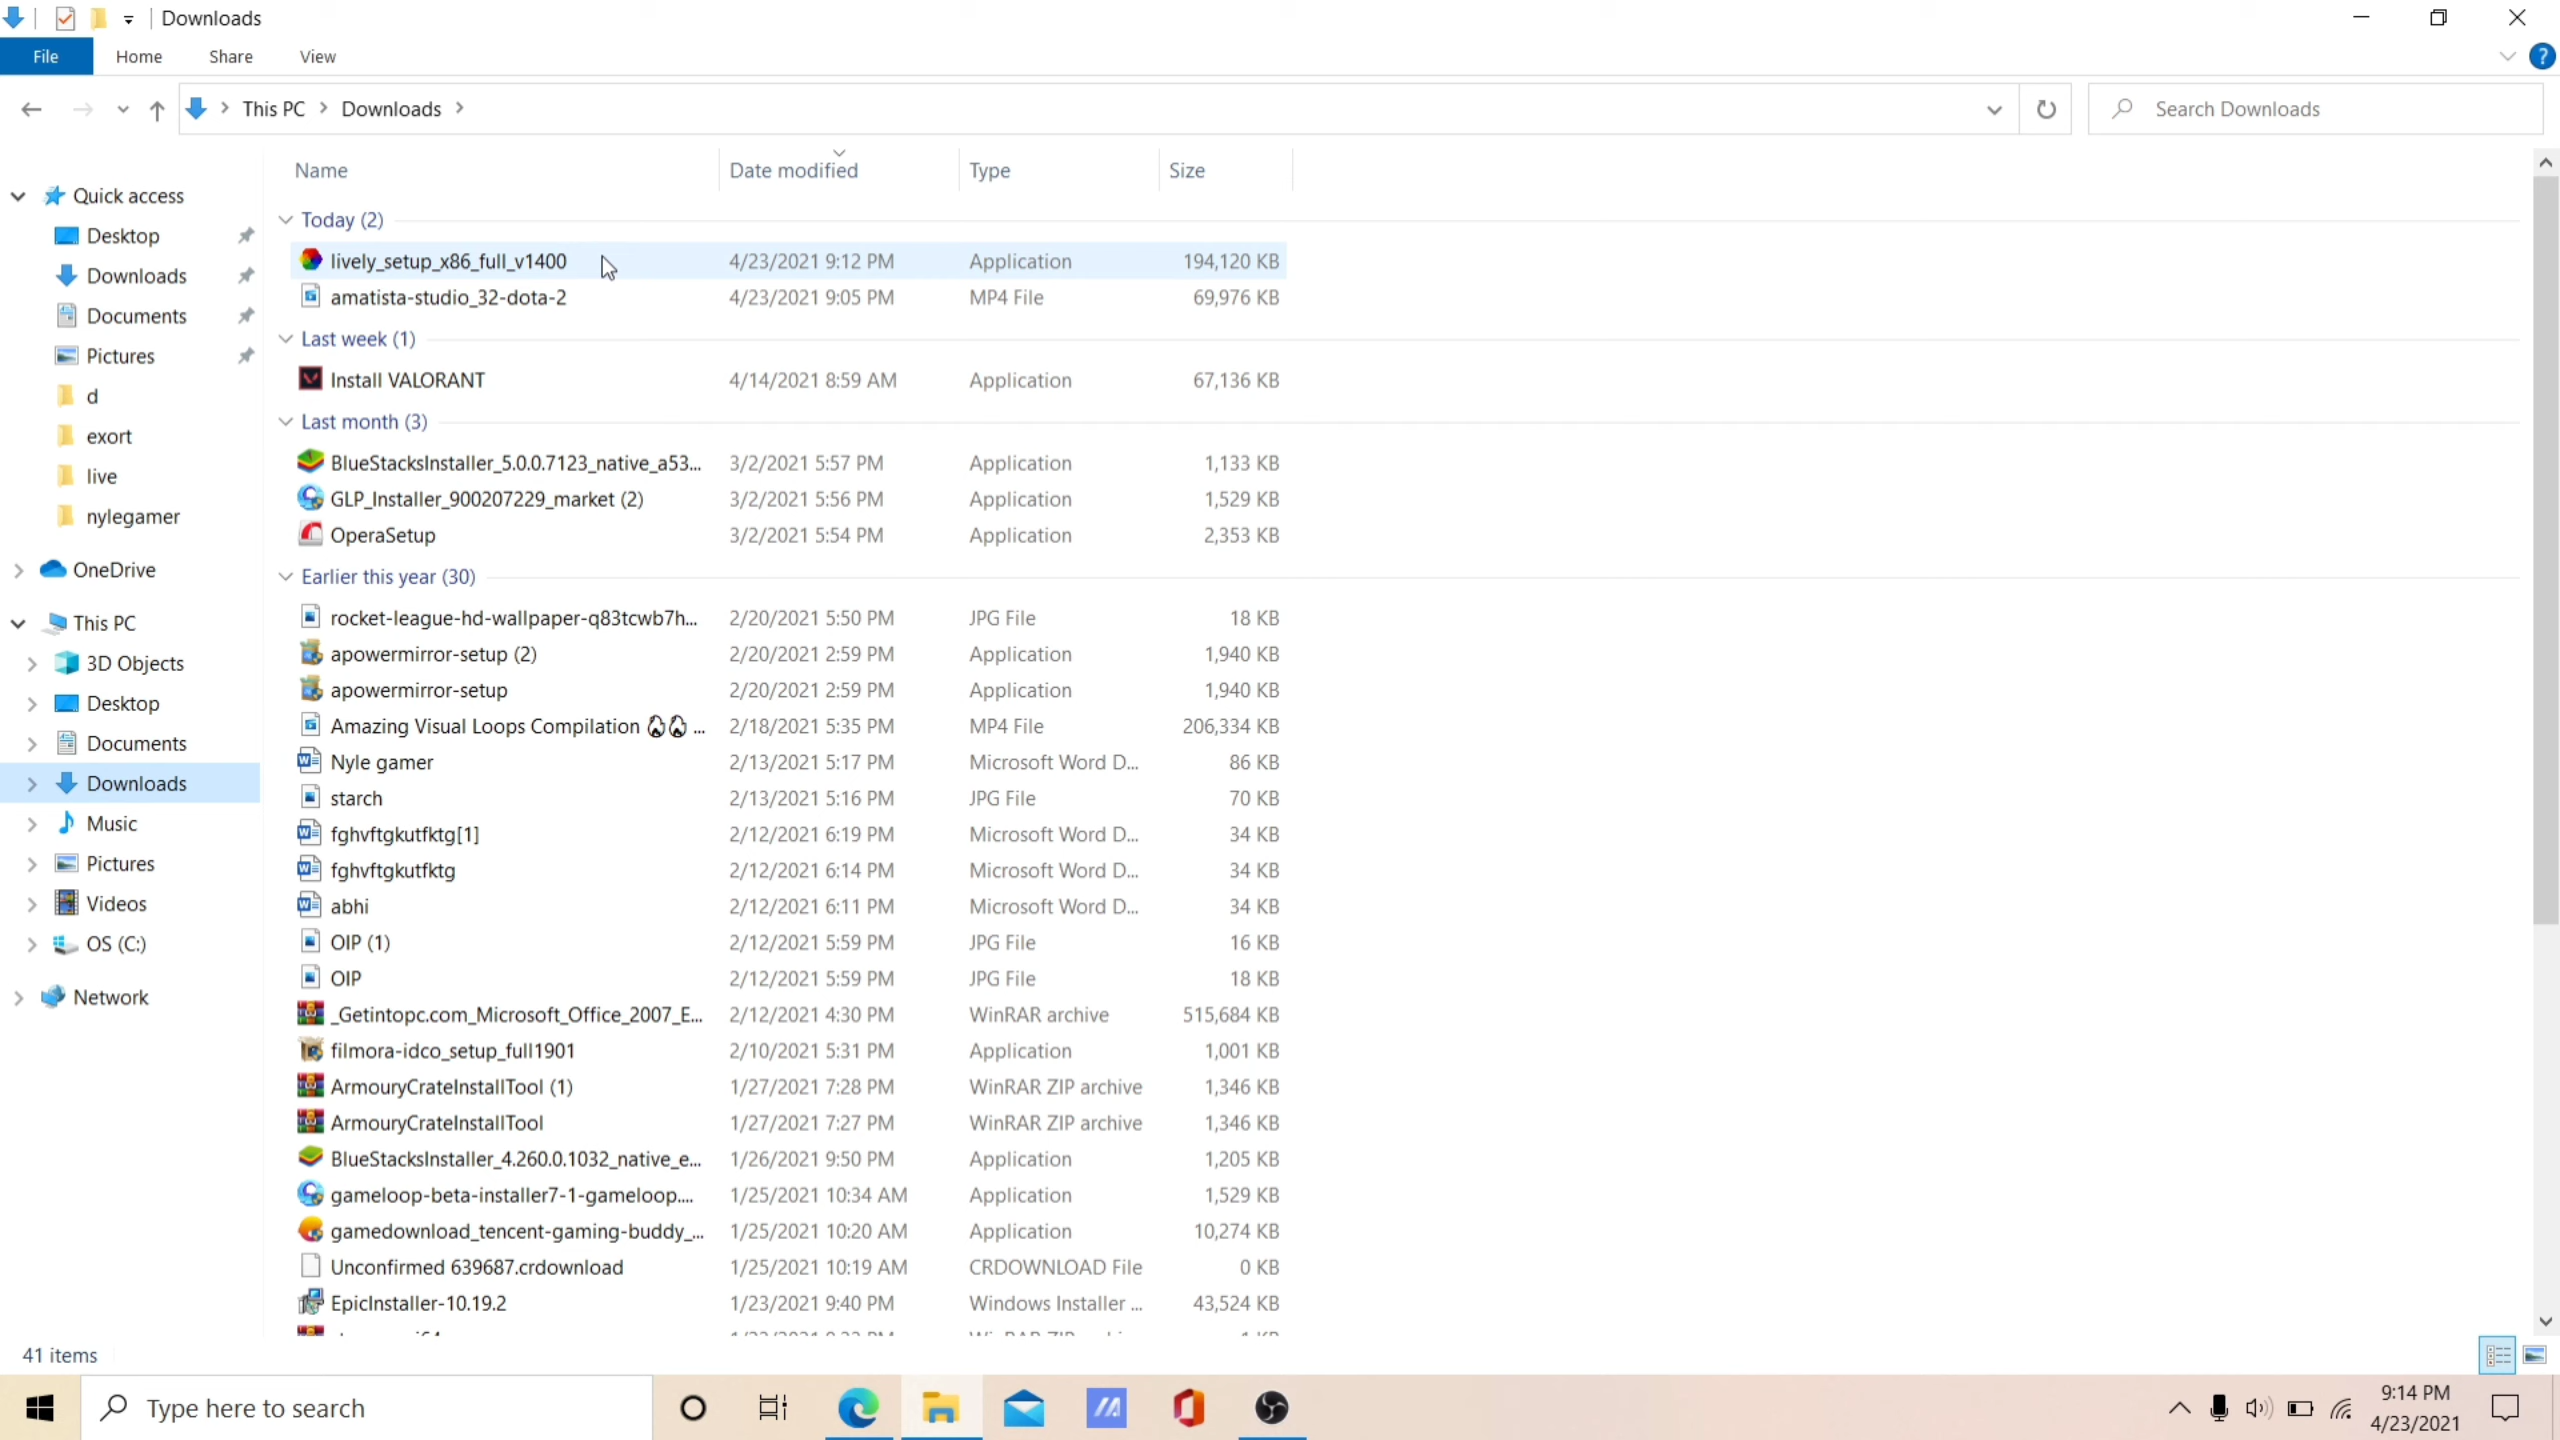 Downloads
File Home Share View
This PC Downloads Search Downloads
Name Date modified Type Size
Quick access
Desktop
Downloads
Documents
Pictures
d
exort
live
nylegamer
OneDrive
This PC
3D Objects
Desktop
Documents
Downloads
Music
Pictures
Videos
OS (C:)
Network
Today (2)
lively_setup_x86_full_v1400 4/23/2021 9:12 PM Application 194,120 KB
amatista-studio_32-dota-2 4/23/2021 9:05 PM MP4 File 69,976 KB
Last week (1)
Install VALORANT 4/14/2021 8:59 AM Application 67,136 KB
Last month (3)
BlueStacksInstaller_5.0.0.7123_native_a53... 3/2/2021 5:57 PM Application 1,133 KB
GLP_Installer_900207229_market (2) 3/2/2021 5:56 PM Application 1,529 KB
OperaSetup 3/2/2021 5:54 PM Application 2,353 KB
Earlier this year (30)
rocket-league-hd-wallpaper-q83tcwb7h... 2/20/2021 5:50 PM JPG File 18 KB
apowermirror-setup (2) 2/20/2021 2:59 PM Application 1,940 KB
apowermirror-setup 2/20/2021 2:59 PM Application 1,940 KB
Amazing Visual Loops Compilation 🔥🔥 ... 2/18/2021 5:35 PM MP4 File 206,334 KB
Nyle gamer 2/13/2021 5:17 PM Microsoft Word D... 86 KB
starch 2/13/2021 5:16 PM JPG File 70 KB
fghvftgkutfktg[1] 2/12/2021 6:19 PM Microsoft Word D... 34 KB
fghvftgkutfktg 2/12/2021 6:14 PM Microsoft Word D... 34 KB
abhi 2/12/2021 6:11 PM Microsoft Word D... 34 KB
OIP (1) 2/12/2021 5:59 PM JPG File 16 KB
OIP 2/12/2021 5:59 PM JPG File 18 KB
_Getintopc.com_Microsoft_Office_2007_E... 2/12/2021 4:30 PM WinRAR archive 515,684 KB
filmora-idco_setup_full1901 2/10/2021 5:31 PM Application 1,001 KB
ArmouryCrateInstallTool (1) 1/27/2021 7:28 PM WinRAR ZIP archive 1,346 KB
ArmouryCrateInstallTool 1/27/2021 7:27 PM WinRAR ZIP archive 1,346 KB
BlueStacksInstaller_4.260.0.1032_native_e... 1/26/2021 9:50 PM Application 1,205 KB
gameloop-beta-installer7-1-gameloop.... 1/25/2021 10:34 AM Application 1,529 KB
gamedownload_tencent-gaming-buddy_... 1/25/2021 10:20 AM Application 10,274 KB
Unconfirmed 639687.crdownload 1/25/2021 10:19 AM CRDOWNLOAD File 0 KB
EpicInstaller-10.19.2 1/23/2021 9:40 PM Windows Installer ... 43,524 KB
41 items
Type here to search
9:14 PM
4/23/2021